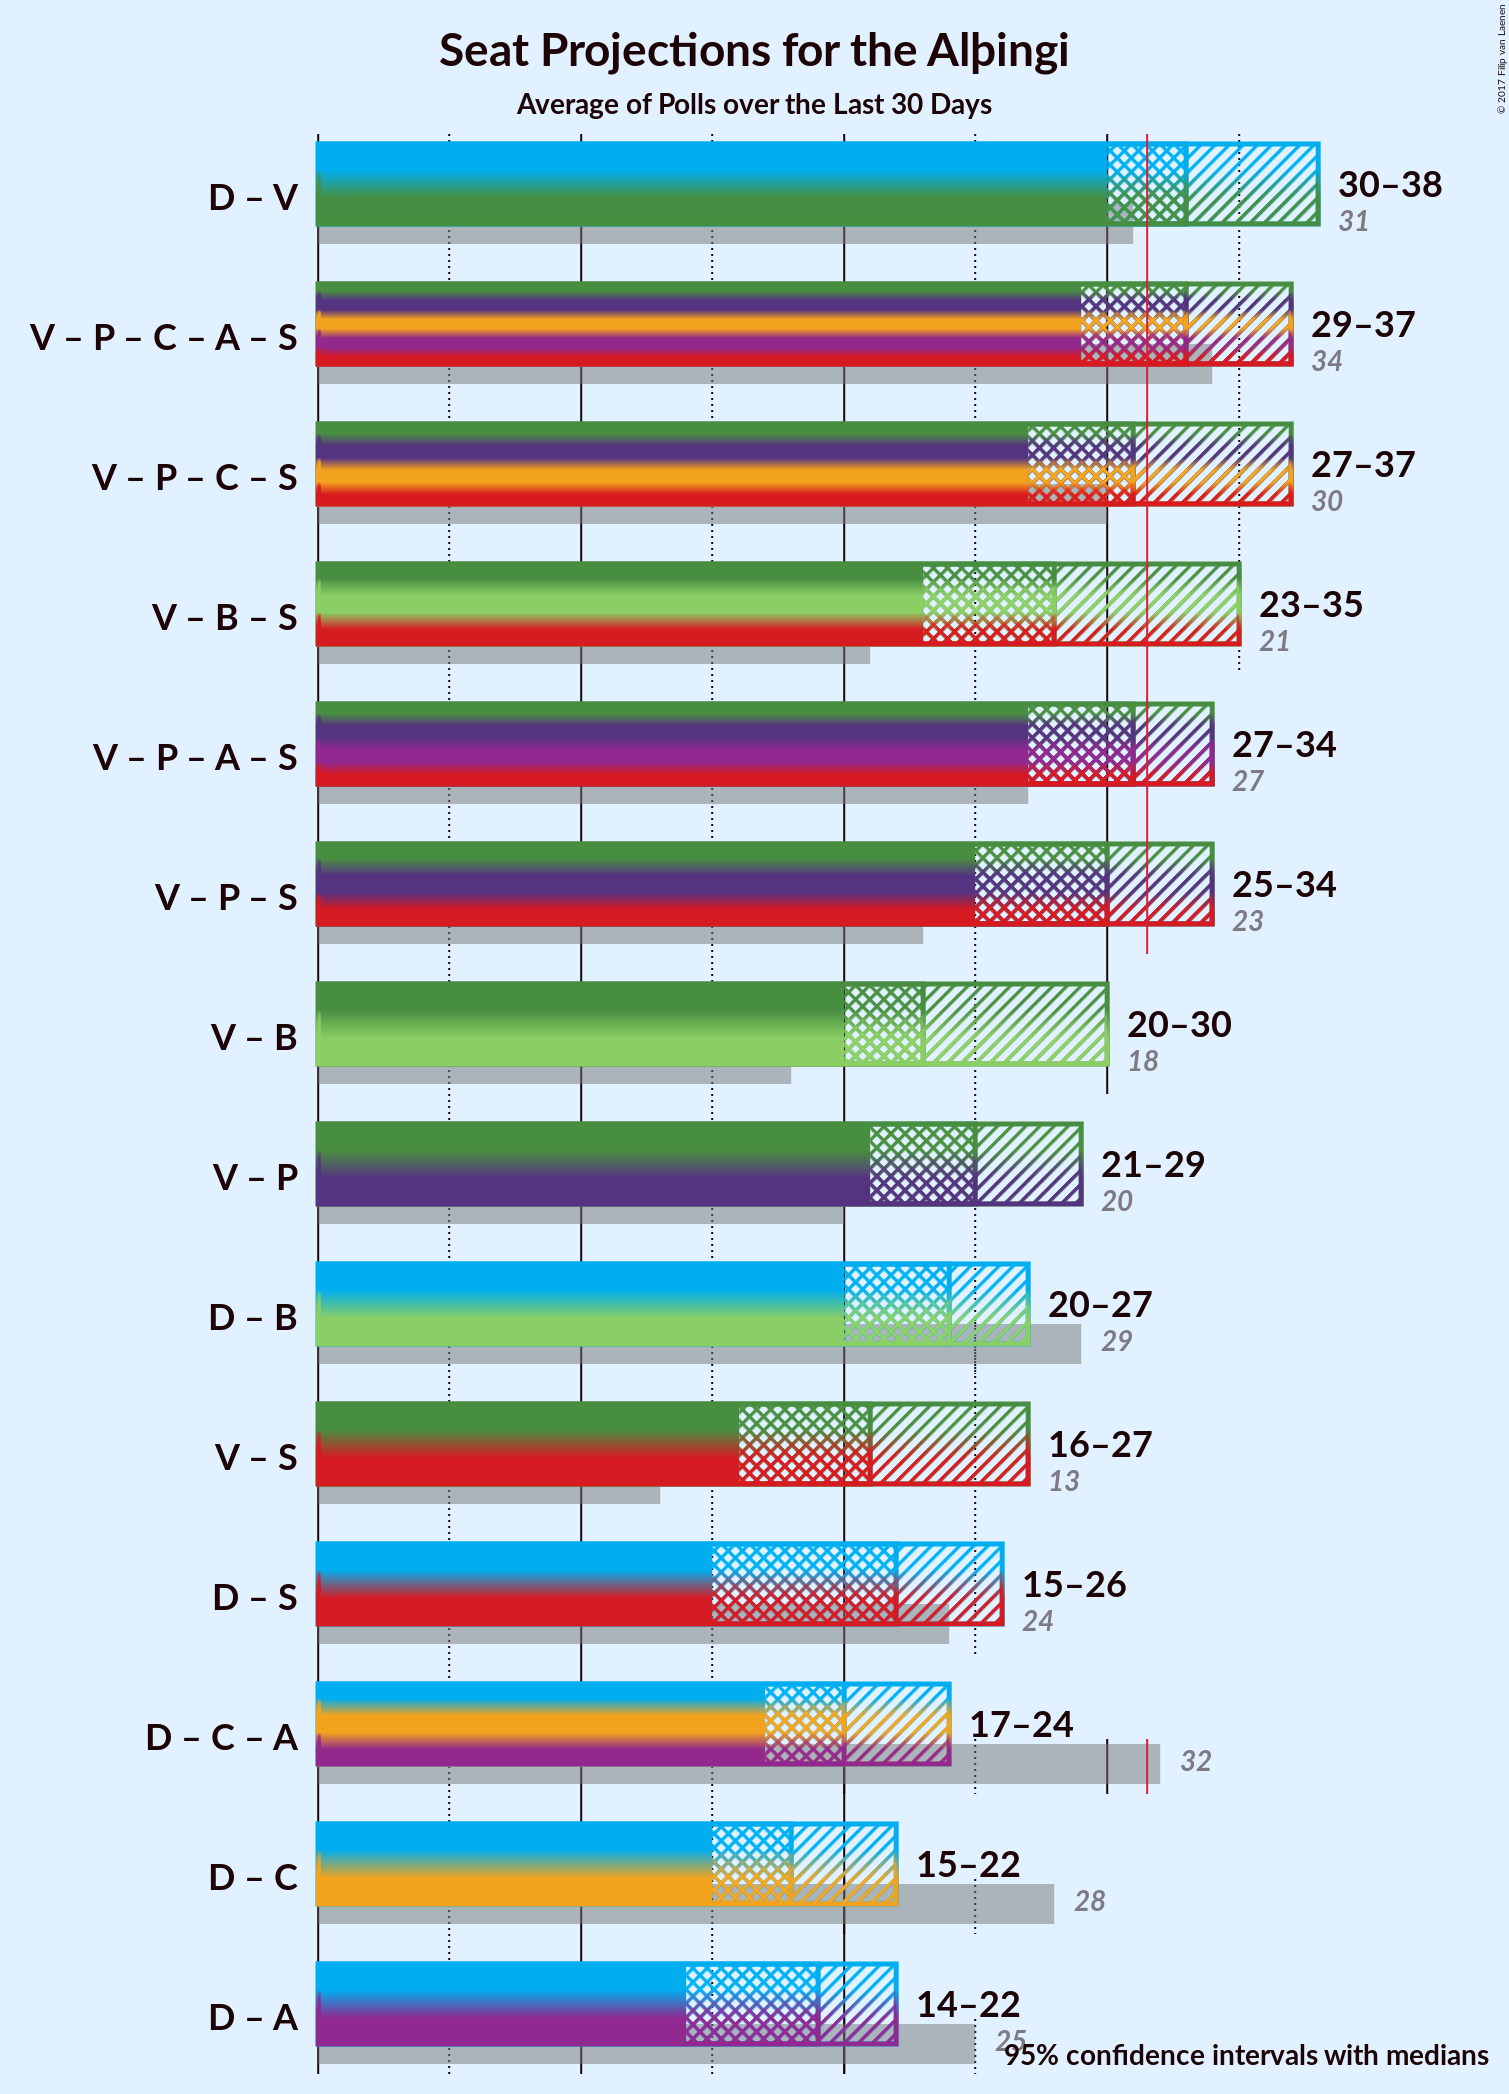 Seat Projections for the Alþingi
Average of Polls over the Last 30 Days
© 2017 Filip van Laenen
D – V
30–38
31
V – P – C – A – S
29–37
34
V – P – C – S
27–37
30
V – B – S
23–35
21
V – P – A – S
27–34
27
V – P – S
25–34
23
V – B
20–30
18
V – P
21–29
20
D – B
20–27
29
V – S
16–27
13
D – S
15–26
24
D – C – A
17–24
32
D – C
15–22
28
D – A
14–22
25
95% confidence intervals with medians